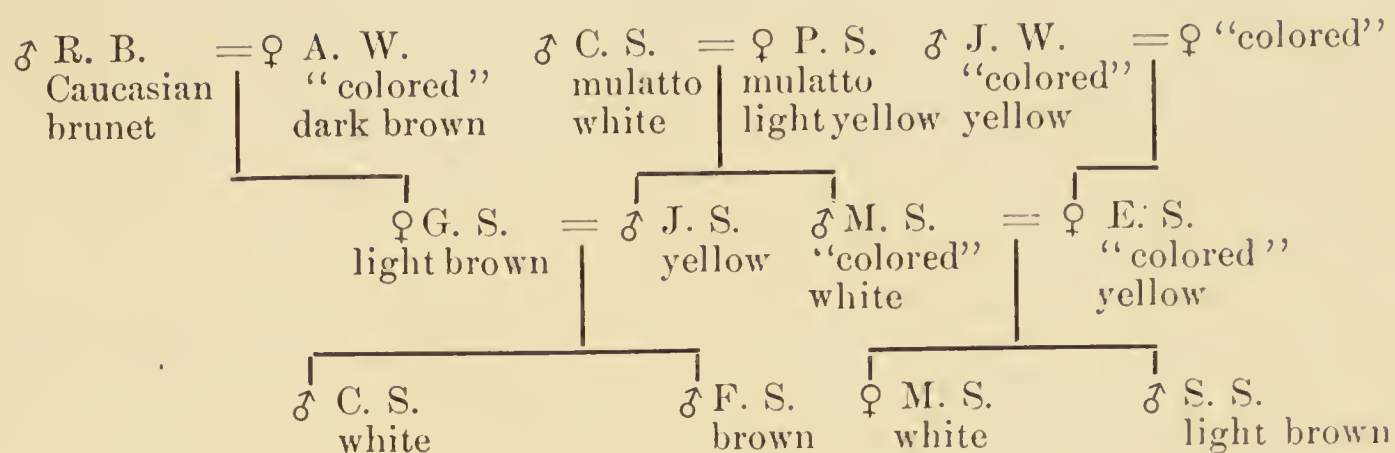 ♂ R. B. = ♀ A. W. ♂ C. S. = ♀ P. S. ♂ J. W. = ♀ "colored"
Caucasian "colored" mulatto mulatto "colored"
brunet dark brown white light yellow yellow
♀ G. S. = ♂ J. S. ♂ M. S. = ♀ E. S.
light brown yellow "colored" "colored"
white yellow
♂ C. S. ♂ F. S. ♀ M. S. ♂ S. S.
white brown white light brown